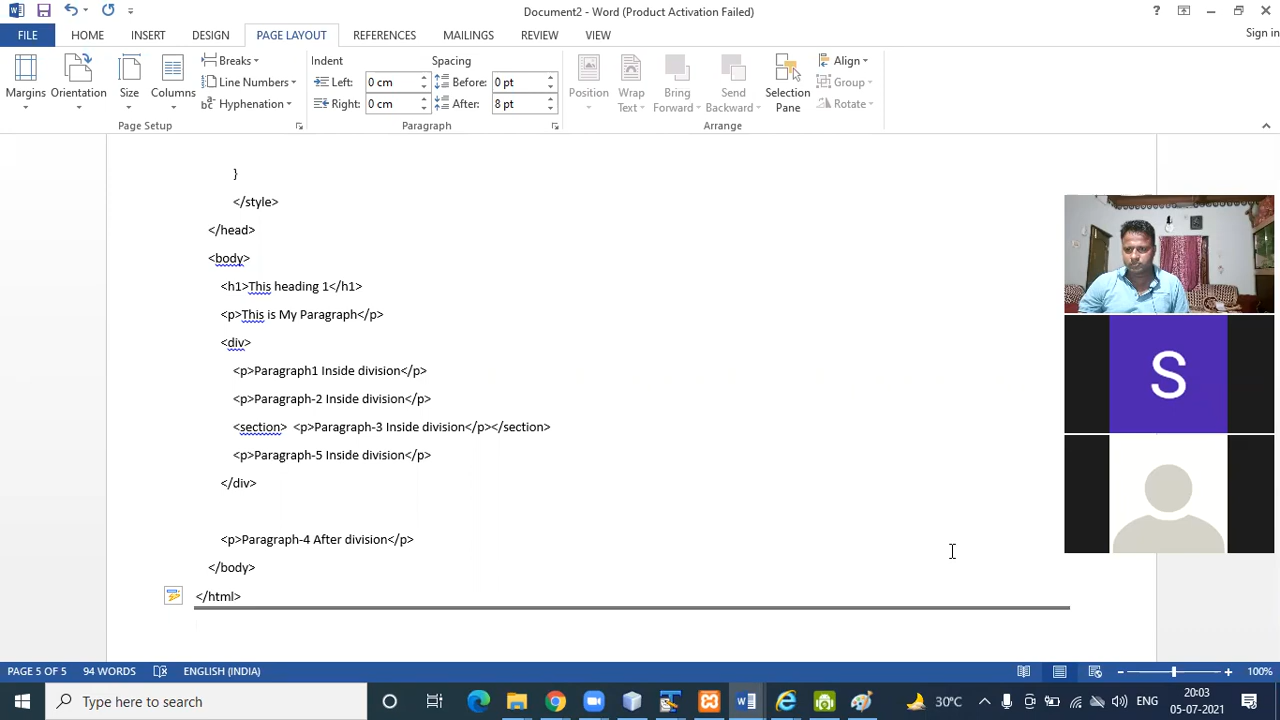 Document2 - Word (Product Activation Failed)
?
Sign in
FILE HOME INSERT DESIGN PAGE LAYOUT REFERENCES MAILINGS REVIEW VIEW
Margins Orientation Size Columns
Breaks
Line Numbers
Hyphenation
Page Setup
Indent Spacing
Left: 0 cm Before: 0 pt
Right: 0 cm After: 8 pt
Paragraph
Position Wrap Text Bring Forward Send Backward Selection Pane
Align
Group
Rotate
Arrange
}
</style>
</head>
<body>
<h1>This heading 1</h1>
<p>This is My Paragraph</p>
<div>
<p>Paragraph1 Inside division</p>
<p>Paragraph-2 Inside division</p>
<section> <p>Paragraph-3 Inside division</p></section>
<p>Paragraph-5 Inside division</p>
</div>
<p>Paragraph-4 After division</p>
</body>
</html>
S
PAGE 5 OF 5 94 WORDS ENGLISH (INDIA) 100%
Type here to search
30°C ENG
20:03
05-07-2021